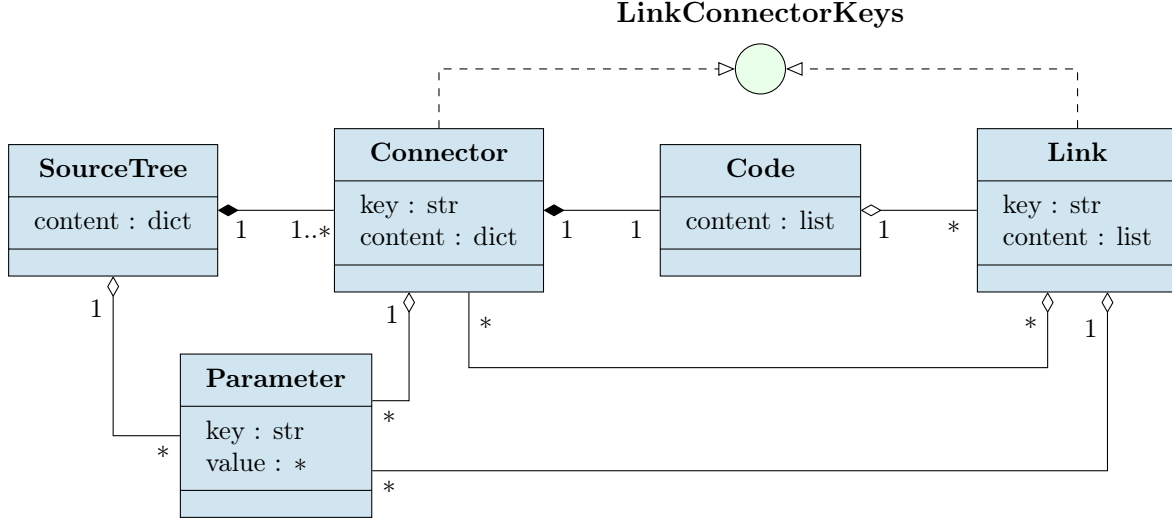 LinkConnectorKeys
SourceTree
content : dict
Connector
key : str
content : dict
Code
content : list
Link
key : str
content : list
1
1..*
1
1
1
*
1
1
*
*
1
Parameter
key : str
value : *
*
*
*